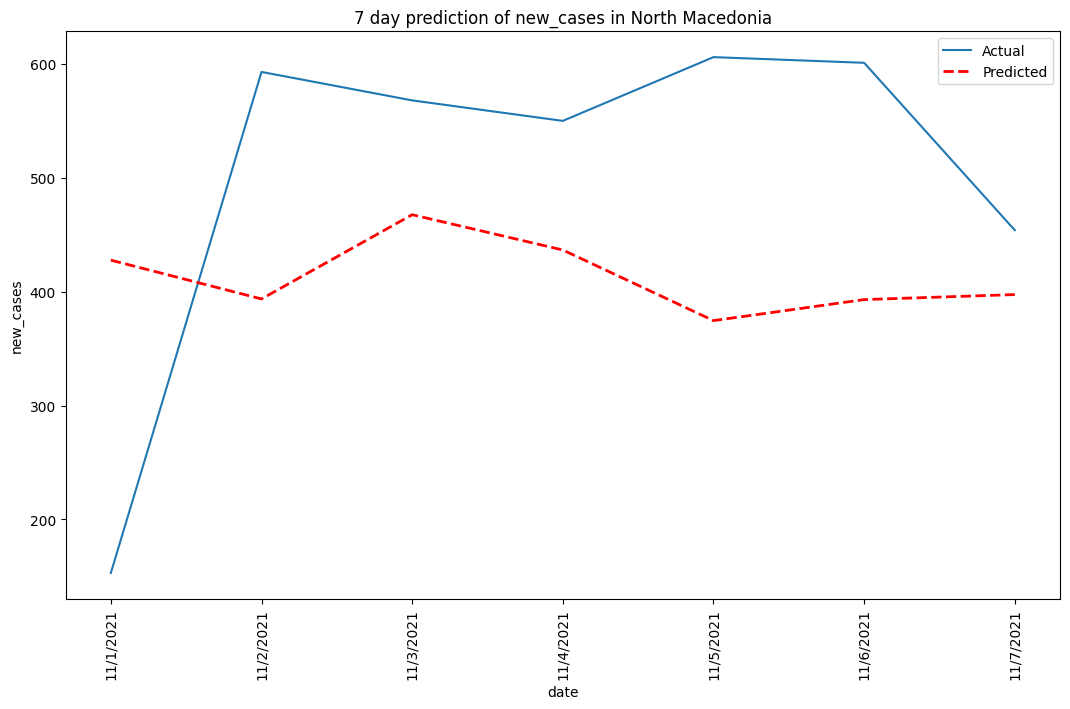 7 day prediction of new_cases in North Macedonia
Actual
Predicted
600
500
400
300
200
new_cases
11/1/2021
11/2/2021
11/3/2021
11/4/2021
11/5/2021
11/6/2021
11/7/2021
date